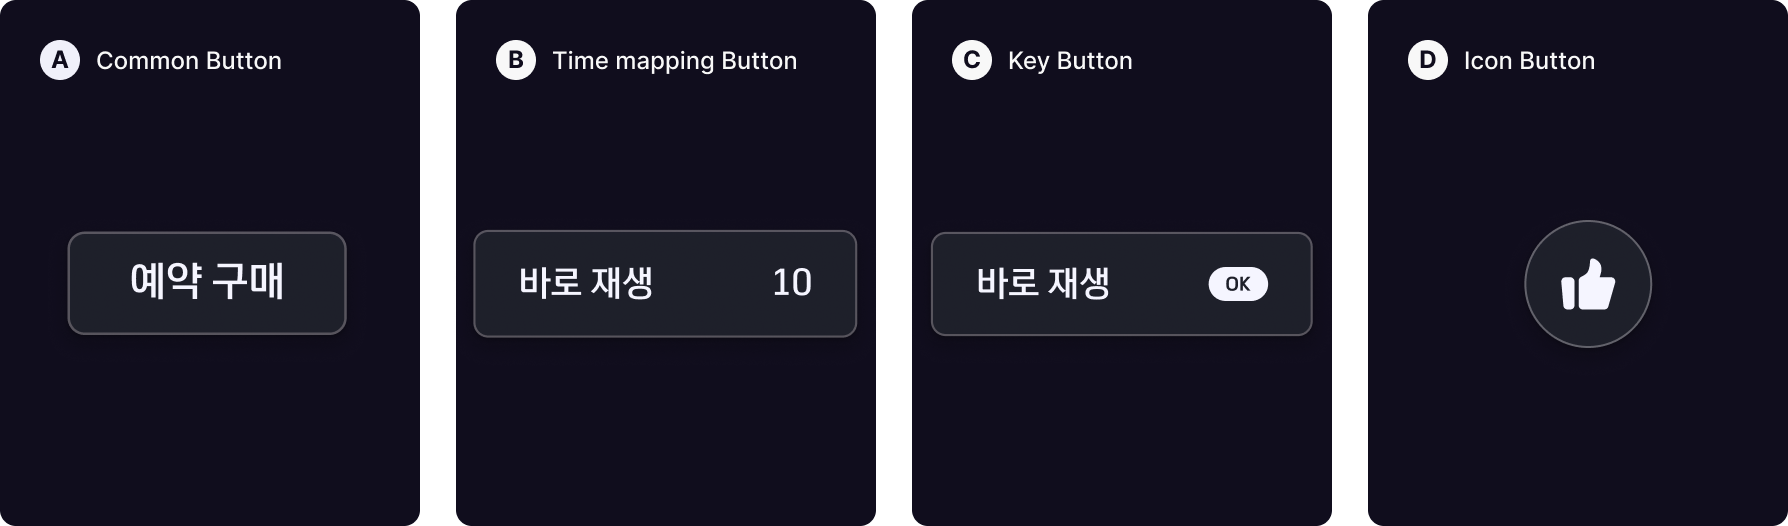 A Common Button
예약 구매
B Time mapping Button
바로 재생 10
C Key Button
바로 재생 OK
D Icon Button